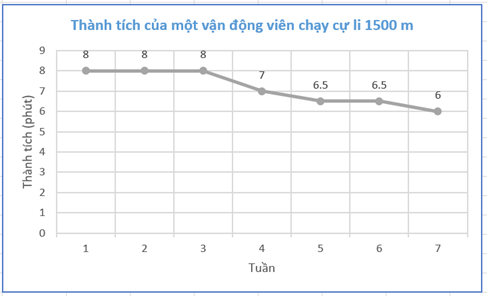 Thành tích của một vận động viên chạy cự li 1500 m
Thành tích (phút)
9
8
7
6
5
4
3
2
1
0
8 8 8 7 6.5 6.5 6
1 2 3 4 5 6 7
Tuần